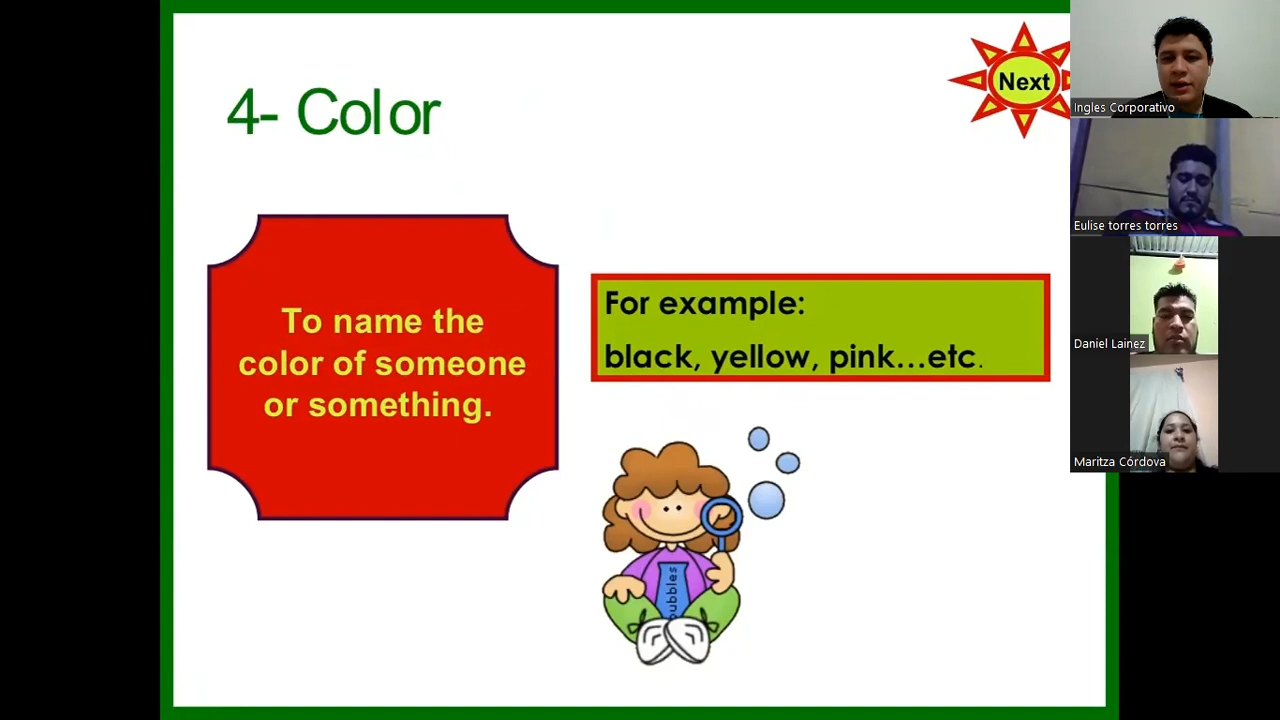 4- Color
Next
To name the
color of someone
or something.
For example:
black, yellow, pink...etc.
bubbles
Ingles Corporativo
Eulise torres torres
Daniel Lainez
Maritza Córdova